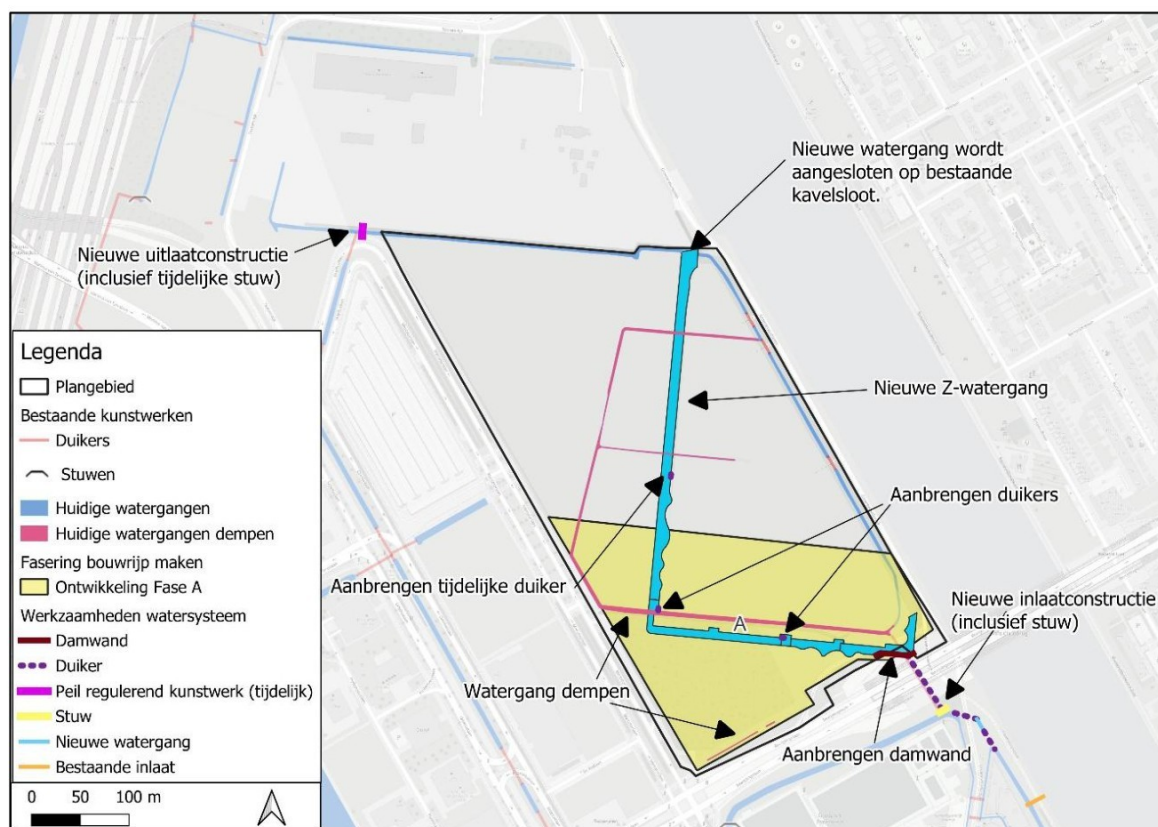 Nieuwe watergang wordt
aangesloten op bestaande
kavelsloot.
Nieuwe uitlaatconstructie
(inclusief tijdelijke stuw)
Legenda
Plangebied
Bestaande kunstwerken
Duikers
Stuwen
Huidige watergangen
Huidige watergangen dempen
Fasering bouwrijp maken
Ontwikkeling Fase A
Werkzaamheden watersysteem
Damwand
Duiker
Peil regulerend kunstwerk (tijdelijk)
Stuw
Nieuwe watergang
Bestaande inlaat
0 50 100 m
Nieuwe Z-watergang
Aanbrengen duikers
Aanbrengen tijdelijke duiker
Nieuwe inlaatconstructie
(inclusief stuw)
A
Watergang dempen
Aanbrengen damwand